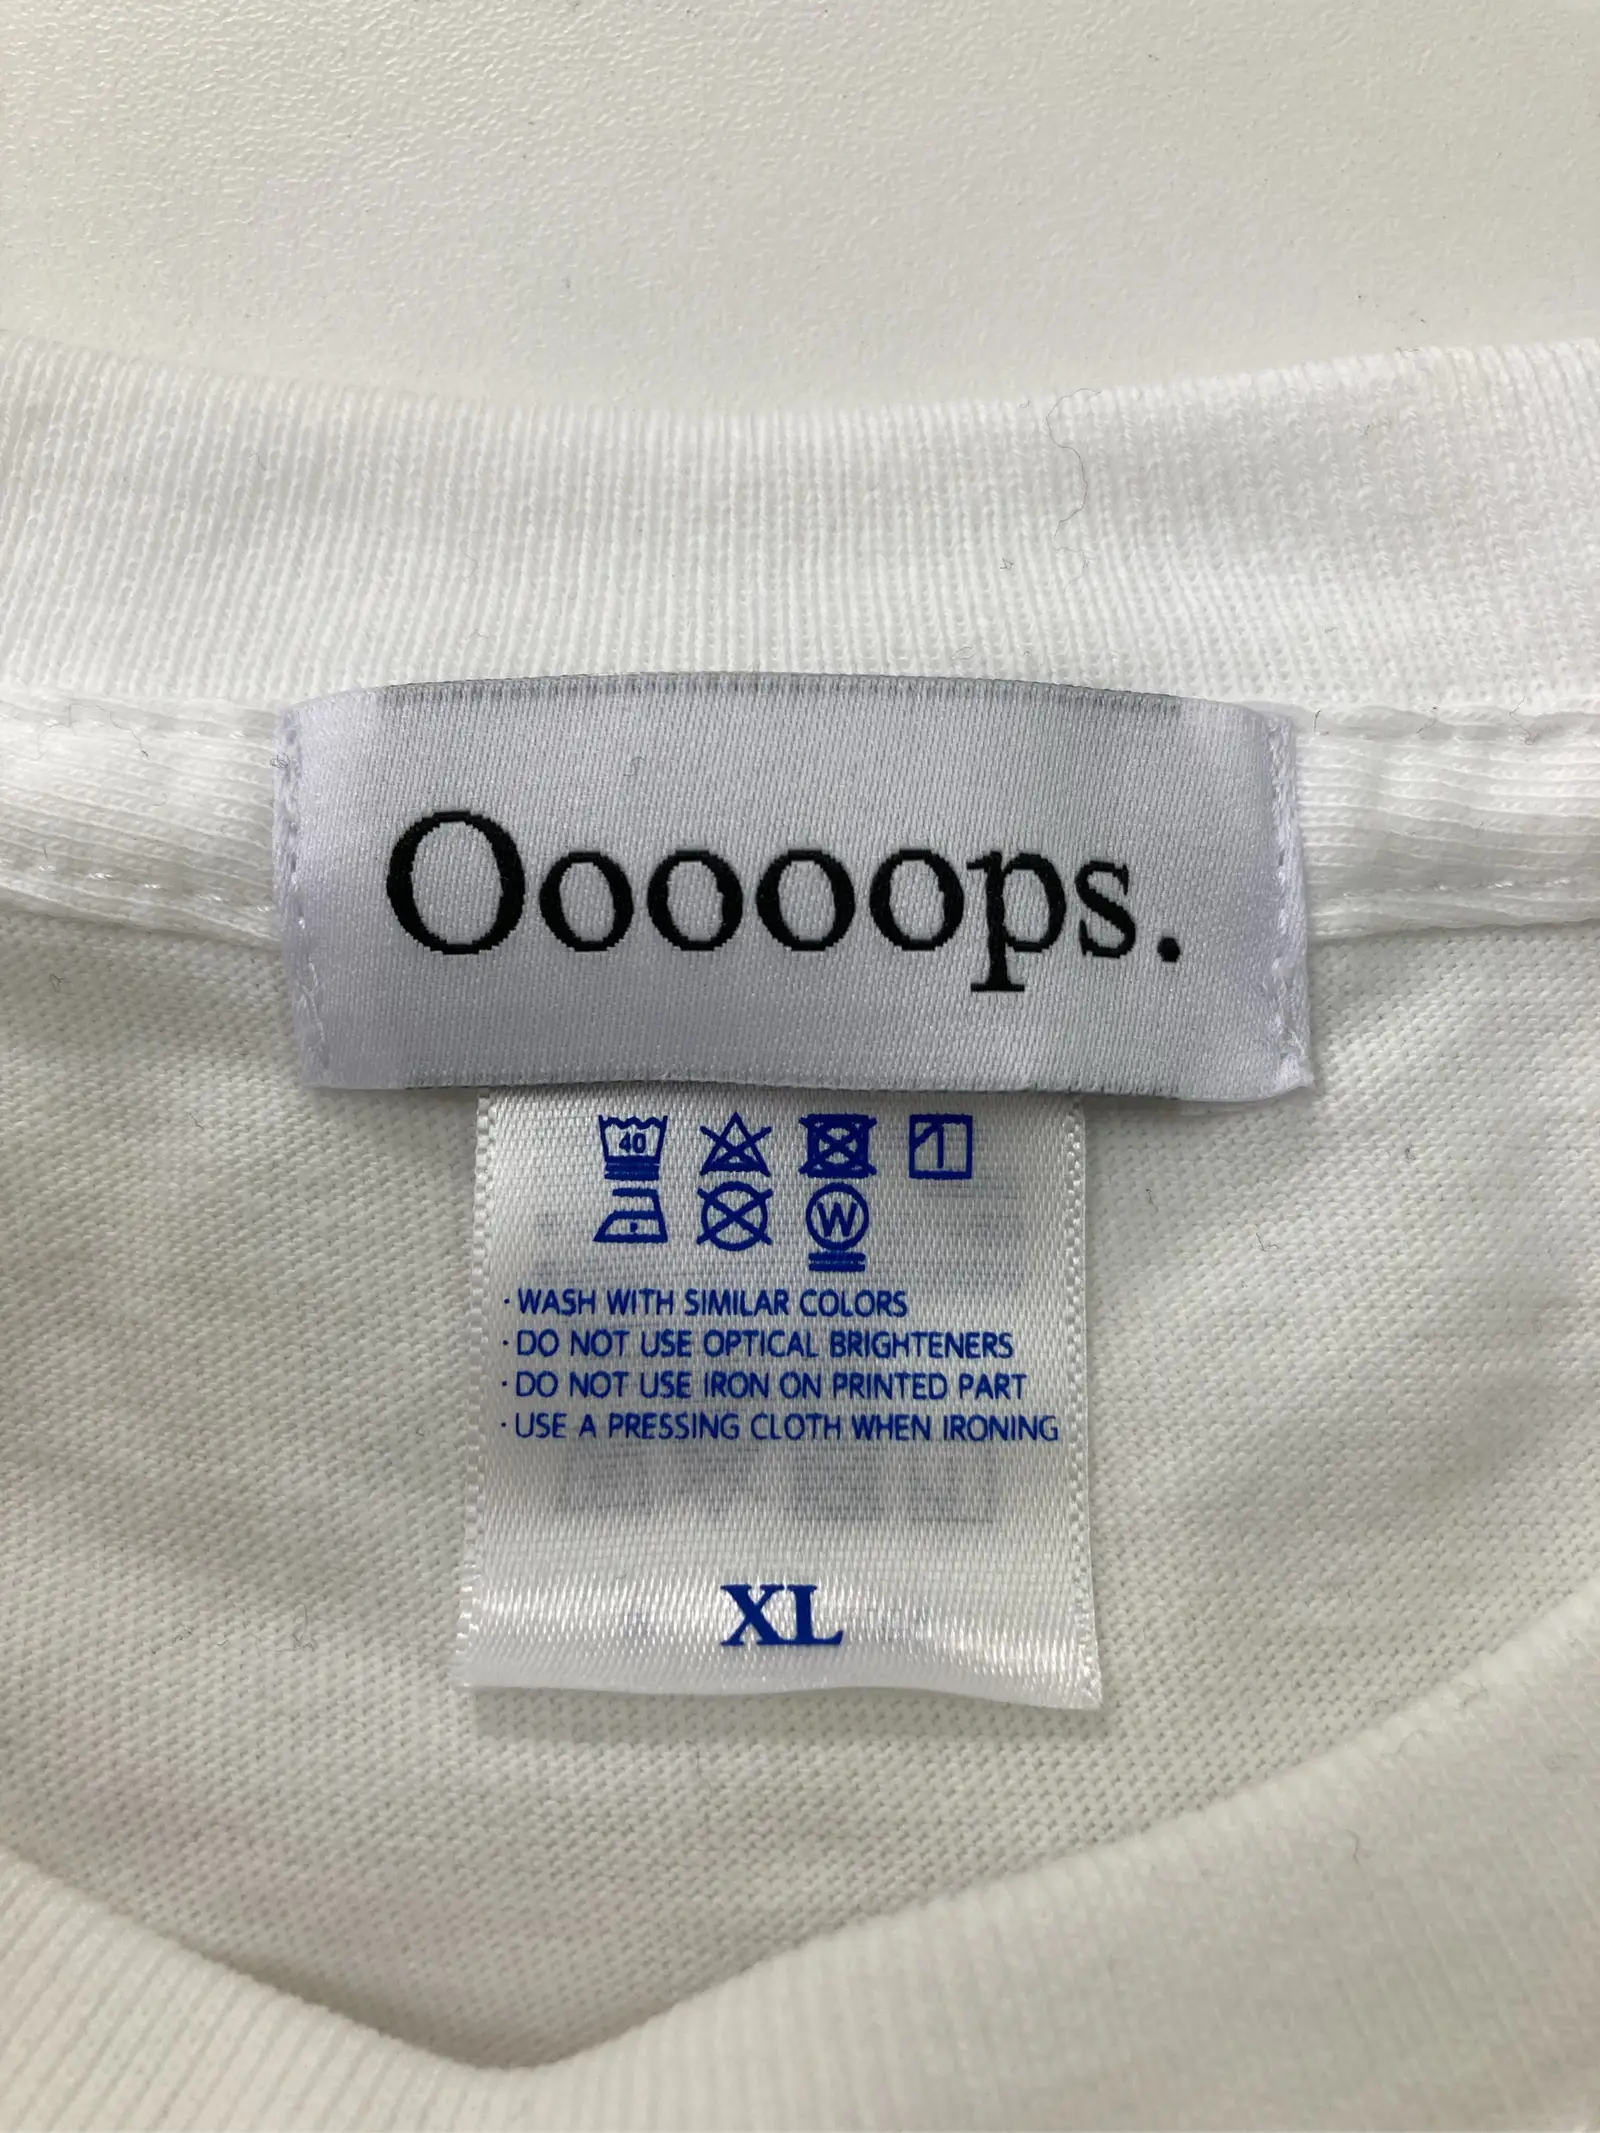 Ooooops.
40
W
· WASH WITH SIMILAR COLORS
· DO NOT USE OPTICAL BRIGHTENERS
· DO NOT USE IRON ON PRINTED PART
· USE A PRESSING CLOTH WHEN IRONING
XL